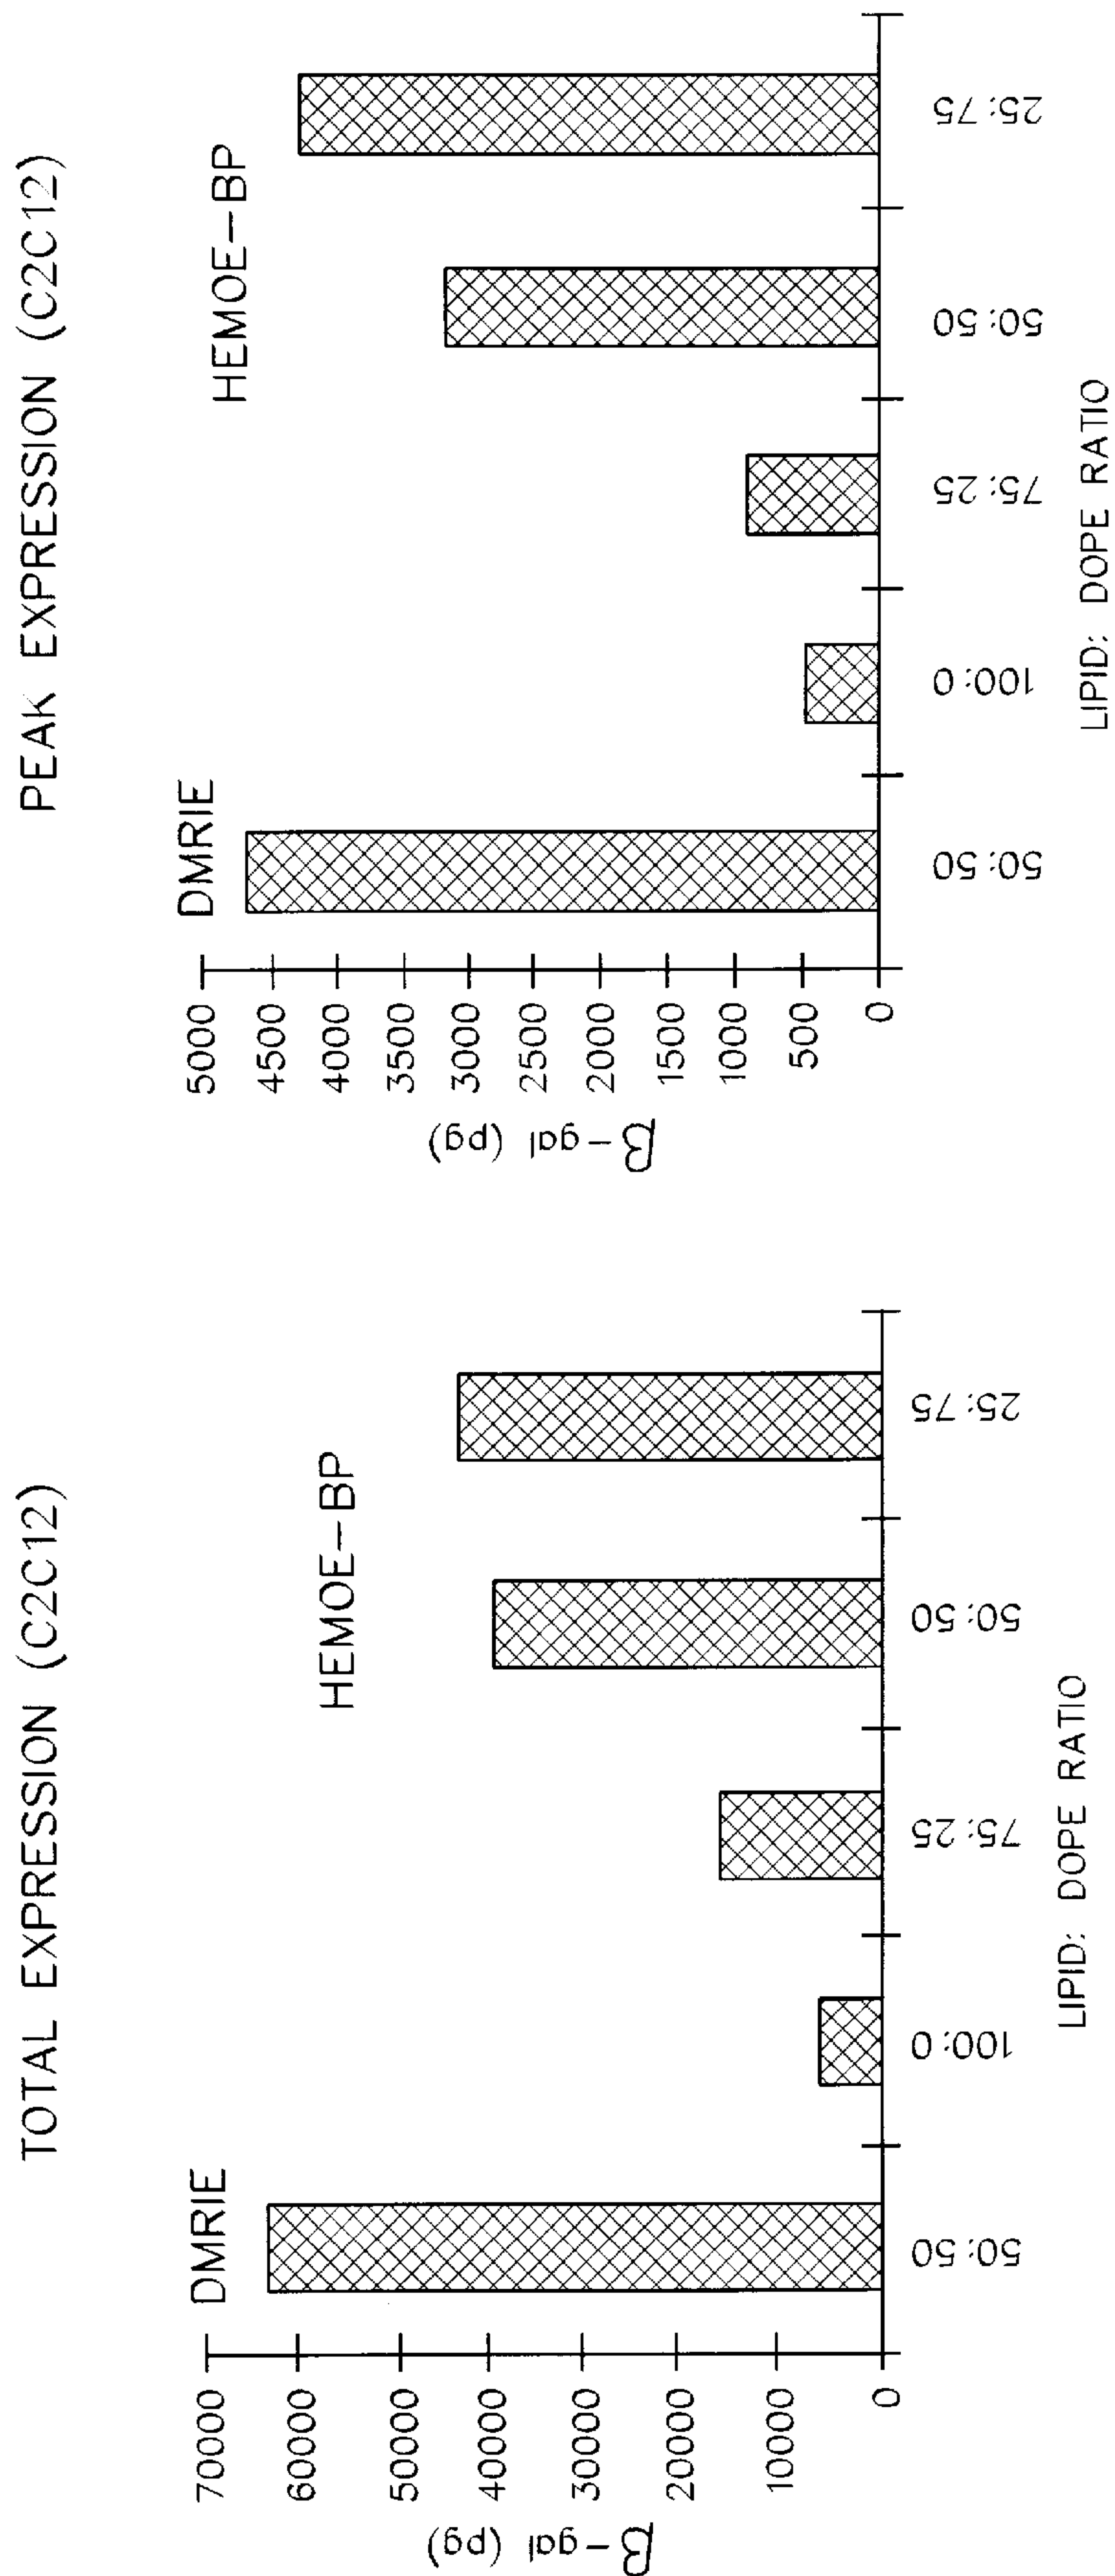 TOTAL EXPRESSION (C2C12)
DMRIE
HEMOE-BP
70000
60000
50000
40000
30000
20000
10000
0
β-gal (pg)
50:50
100:0
75:25
50:50
25:75
LIPID: DOPE RATIO
PEAK EXPRESSION (C2C12)
DMRIE
HEMOE-BP
5000
4500
4000
3500
3000
2500
2000
1500
1000
500
0
β-gal (pg)
50:50
100:0
75:25
50:50
25:75
LIPID: DOPE RATIO